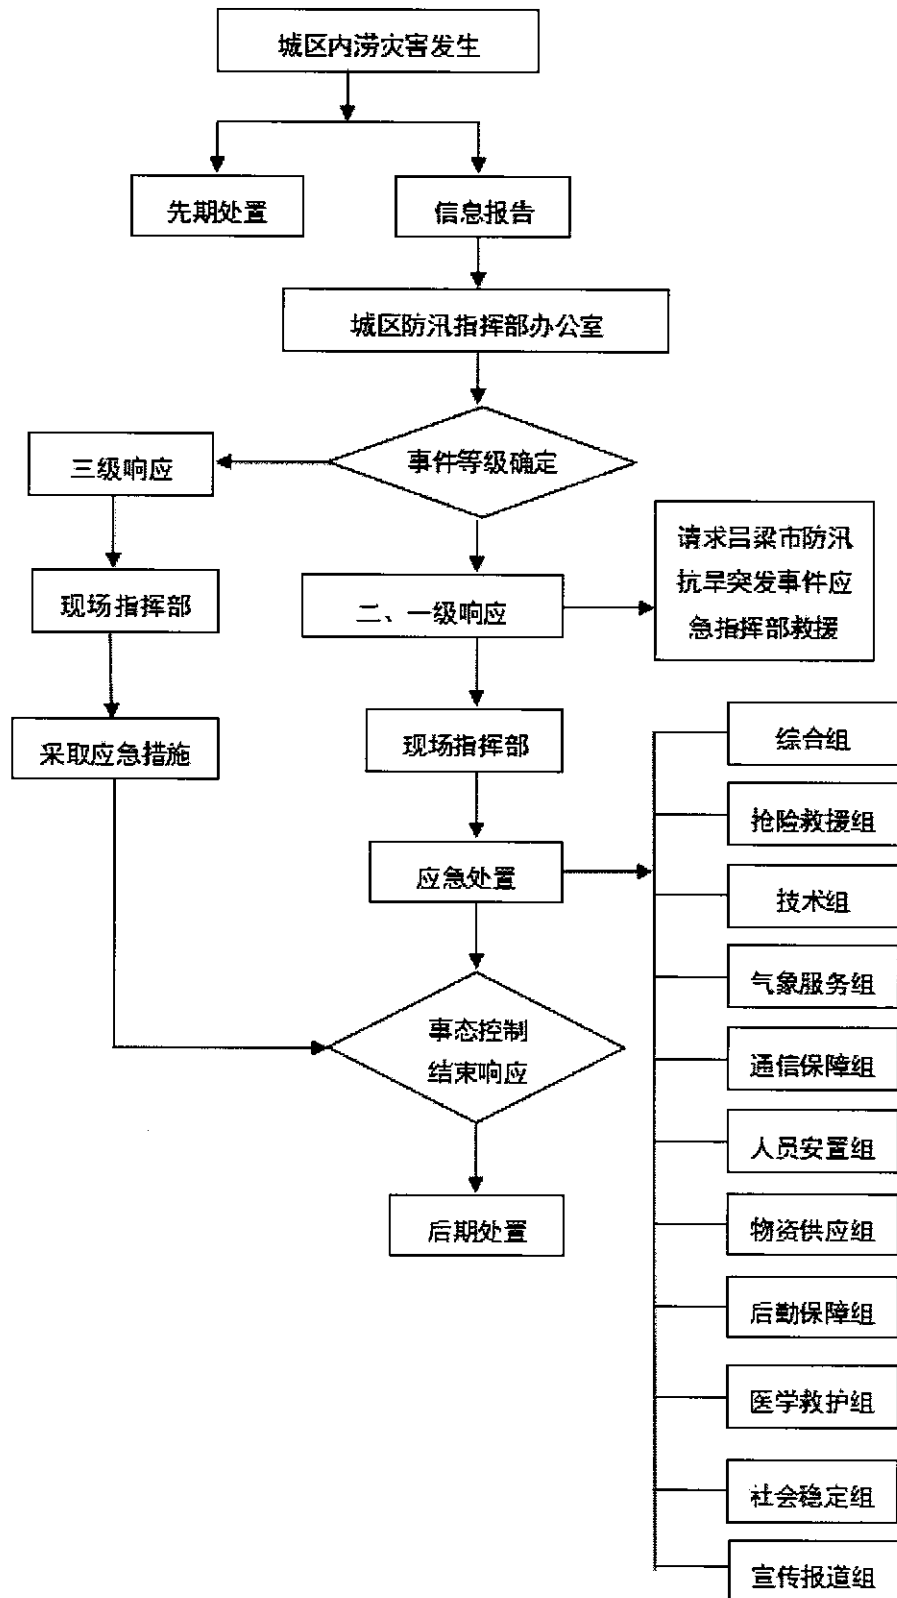 城区内涝灾害发生
先期处置
信息报告
城区防汛指挥部办公室
事件等级确定
三级响应
请求吕梁市防汛
抗旱突发事件应
急指挥部救援
现场指挥部
二、一级响应
采取应急措施
现场指挥部
综合组
抢险救援组
应急处置
技术组
气象服务组
事态控制
结束响应
通信保障组
人员安置组
后期处置
物资供应组
后勤保障组
医学救护组
社会稳定组
宣传报道组